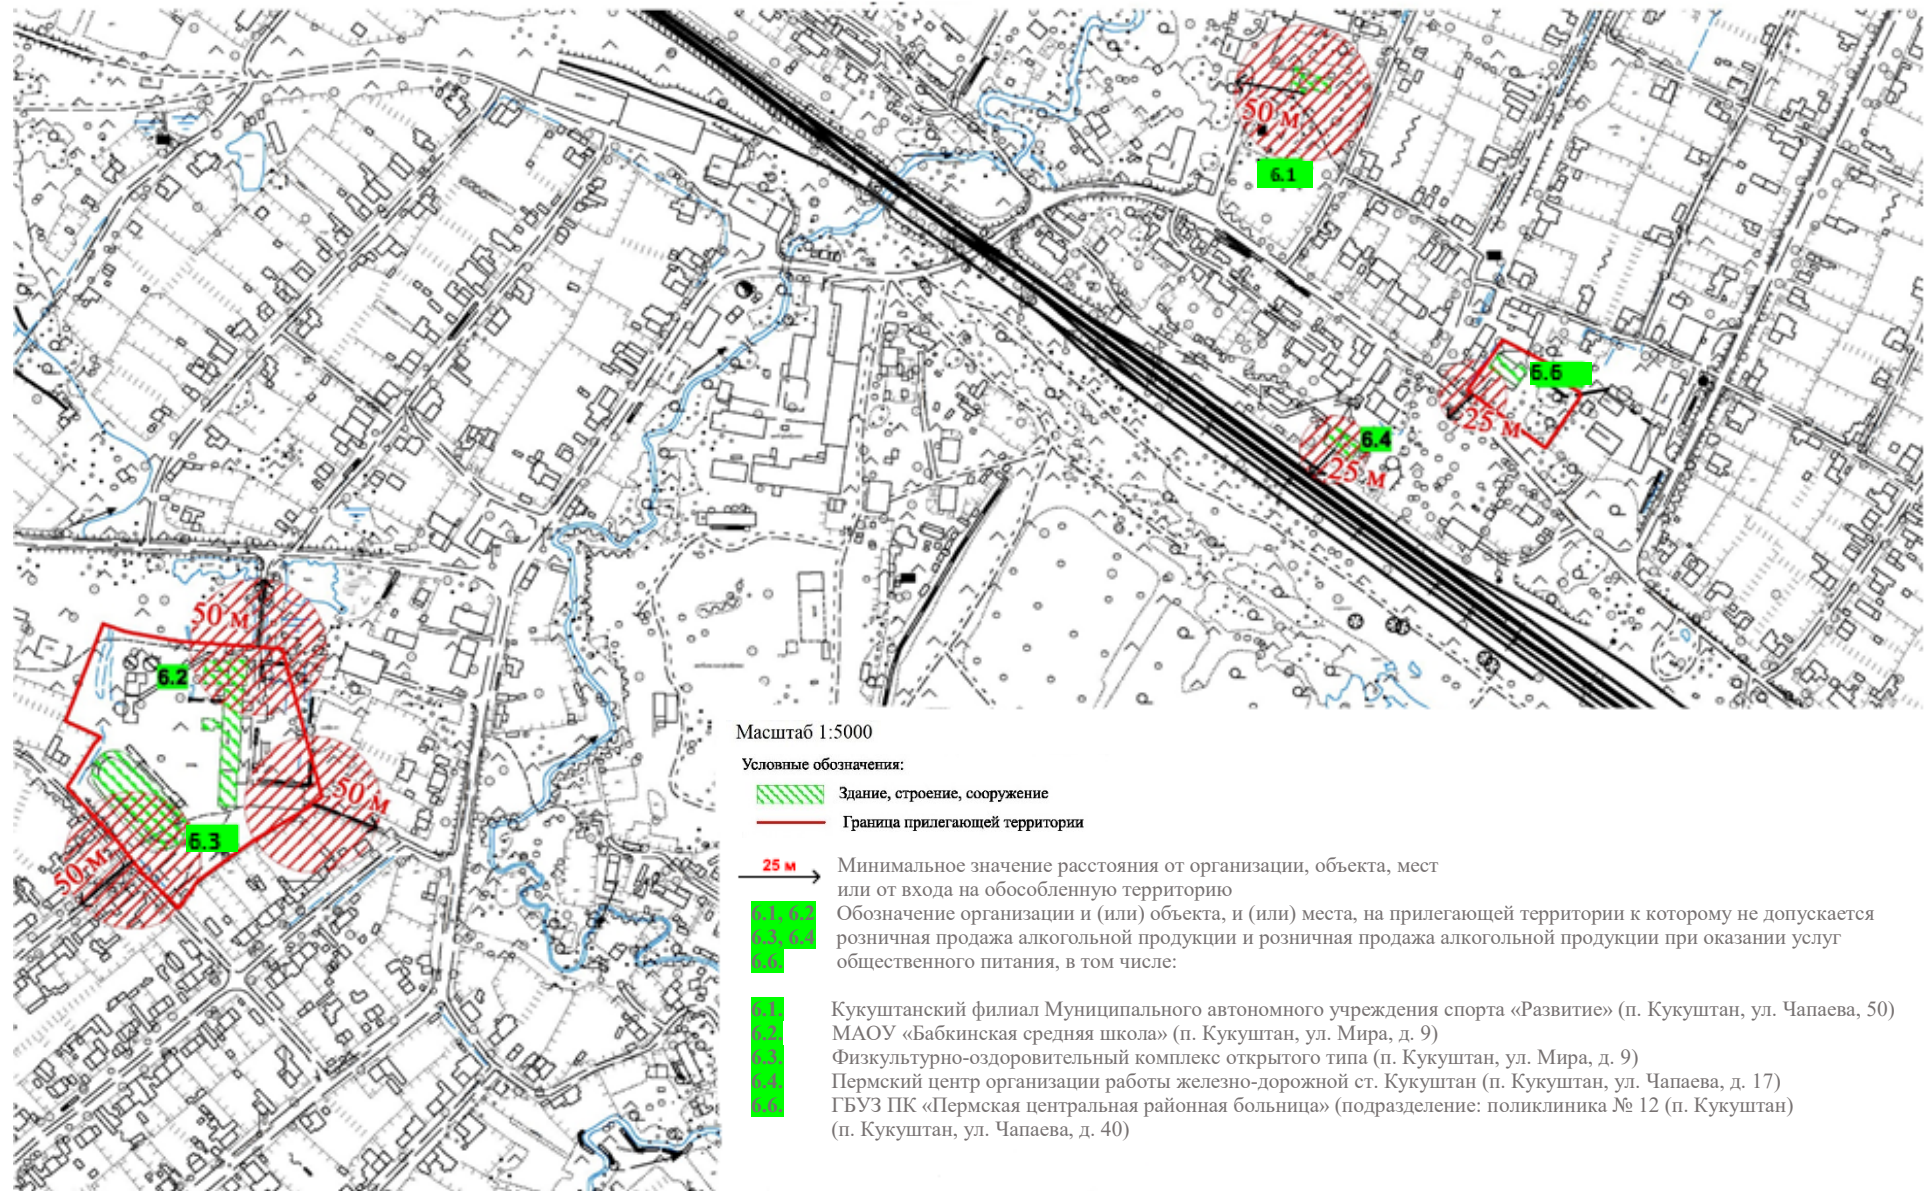 50 м
6.1
6.6
25 м
6.4
25 м
50 м
6.2
50 м
6.3
50 м
Масштаб 1:5000
Условные обозначения:
Здание, строение, сооружение
Граница прилегающей территории
25 м Минимальное значение расстояния от организации, объекта, мест
или от входа на обособленную территорию
6.1, 6.2 Обозначение организации и (или) объекта, и (или) места, на прилегающей территории к которому не допускается
6.3, 6.4 розничная продажа алкогольной продукции и розничная продажа алкогольной продукции при оказании услуг
6.6. общественного питания, в том числе:
6.1. Кукуштанский филиал Муниципального автономного учреждения спорта «Развитие» (п. Кукуштан, ул. Чапаева, 50)
6.2. МАОУ «Бабкинская средняя школа» (п. Кукуштан, ул. Мира, д. 9)
6.3. Физкультурно-оздоровительный комплекс открытого типа (п. Кукуштан, ул. Мира, д. 9)
6.4. Пермский центр организации работы железно-дорожной ст. Кукуштан (п. Кукуштан, ул. Чапаева, д. 17)
6.6. ГБУЗ ПК «Пермская центральная районная больница» (подразделение: поликлиника № 12 (п. Кукуштан)
(п. Кукуштан, ул. Чапаева, д. 40)